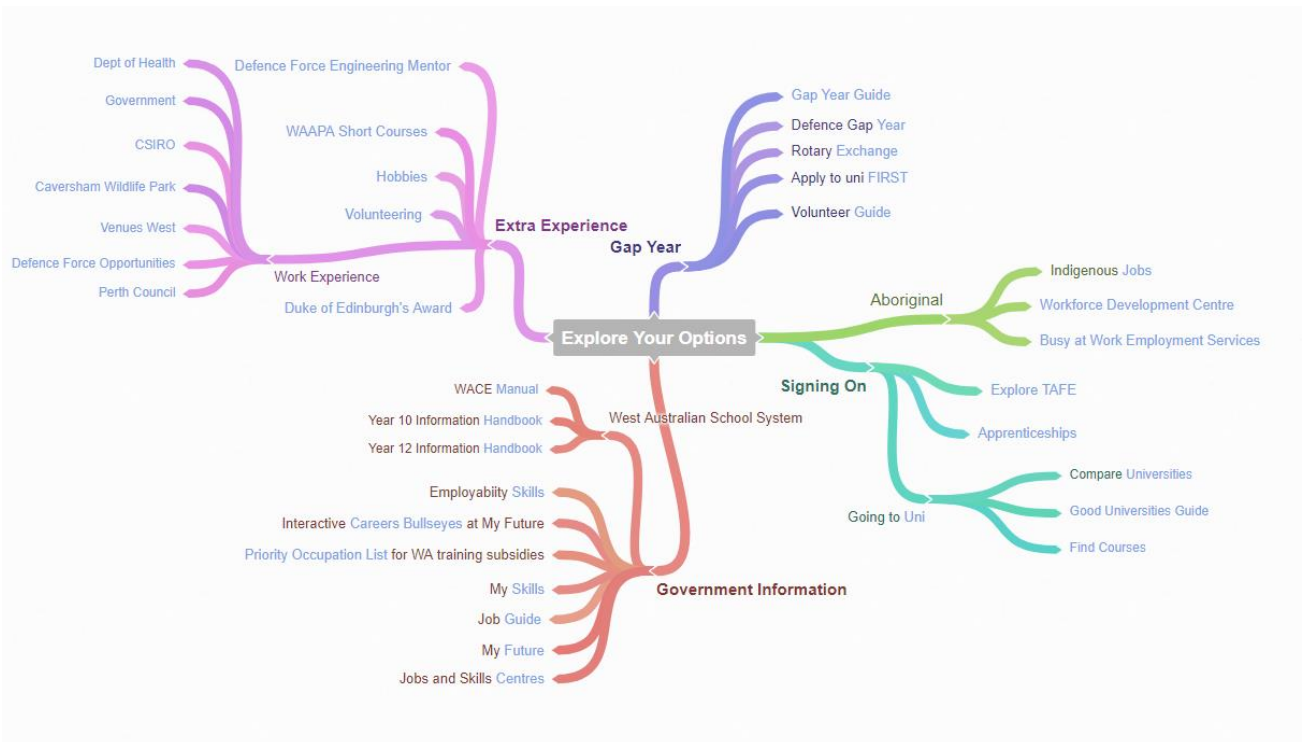 Explore Your Options
Extra Experience
Defence Force Engineering Mentor
WAAPA Short Courses
Hobbies
Volunteering
Work Experience
Dept of Health
Government
CSIRO
Caversham Wildlife Park
Venues West
Defence Force Opportunities
Perth Council
Duke of Edinburgh's Award
Gap Year
Gap Year Guide
Defence Gap Year
Rotary Exchange
Apply to uni FIRST
Volunteer Guide
Aboriginal
Indigenous Jobs
Workforce Development Centre
Busy at Work Employment Services
Signing On
Explore TAFE
Apprenticeships
Going to Uni
Compare Universities
Good Universities Guide
Find Courses
Government Information
West Australian School System
WACE Manual
Year 10 Information Handbook
Year 12 Information Handbook
Employabiity Skills
Interactive Careers Bullseyes at My Future
Priority Occupation List for WA training subsidies
My Skills
Job Guide
My Future
Jobs and Skills Centres